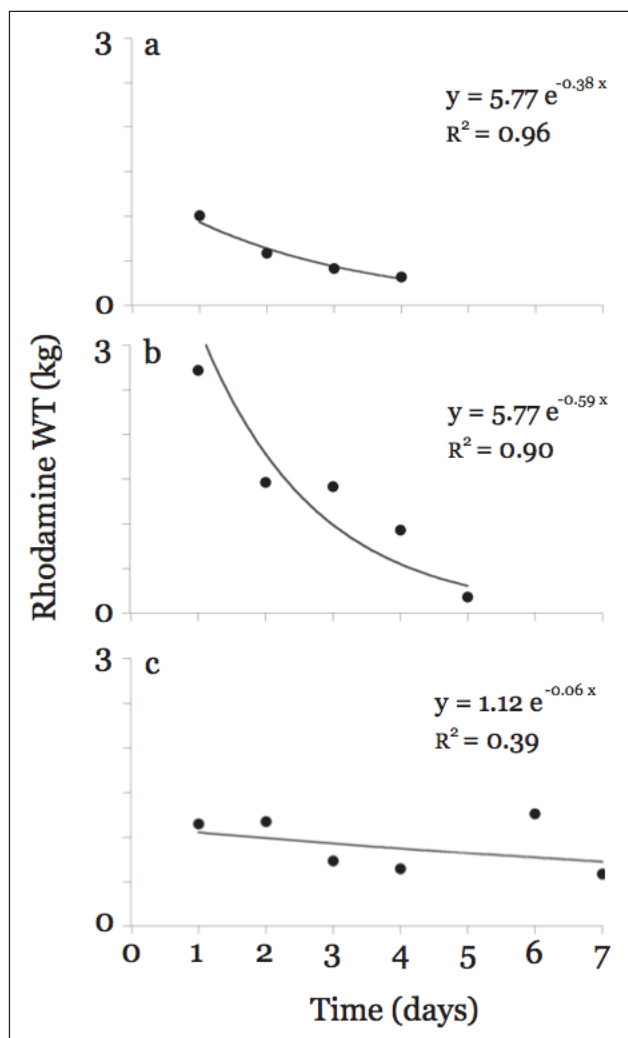 3
a
y = 5.77 e^-0.38 x
R² = 0.96
0
3
b
y = 5.77 e^-0.59 x
R² = 0.90
0
3
c
y = 1.12 e^-0.06 x
R² = 0.39
0
Rhodamine WT (kg)
0 1 2 3 4 5 6 7
Time (days)